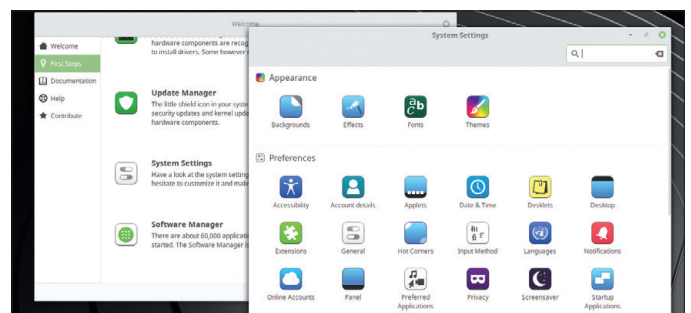 Welcome
Welcome
First Steps
Documentation
Help
Contribute
hardware components are recog
to install drivers. Some however
Update Manager
The little shield icon in your syste
security updates and kernel upda
hardware components.
System Settings
Have a look at the system setting
hesitate to customize it and mak
Software Manager
There are about 60,000 applicati
started. The Software Manager is
System Settings
Appearance
Backgrounds
Effects
Fonts
Themes
Preferences
Accessibility
Account details
Applets
Date & Time
Desklets
Desktop
Extensions
General
Hot Corners
Input Method
Languages
Notifications
Online Accounts
Panel
Preferred
Applications
Privacy
Screensaver
Startup
Applications